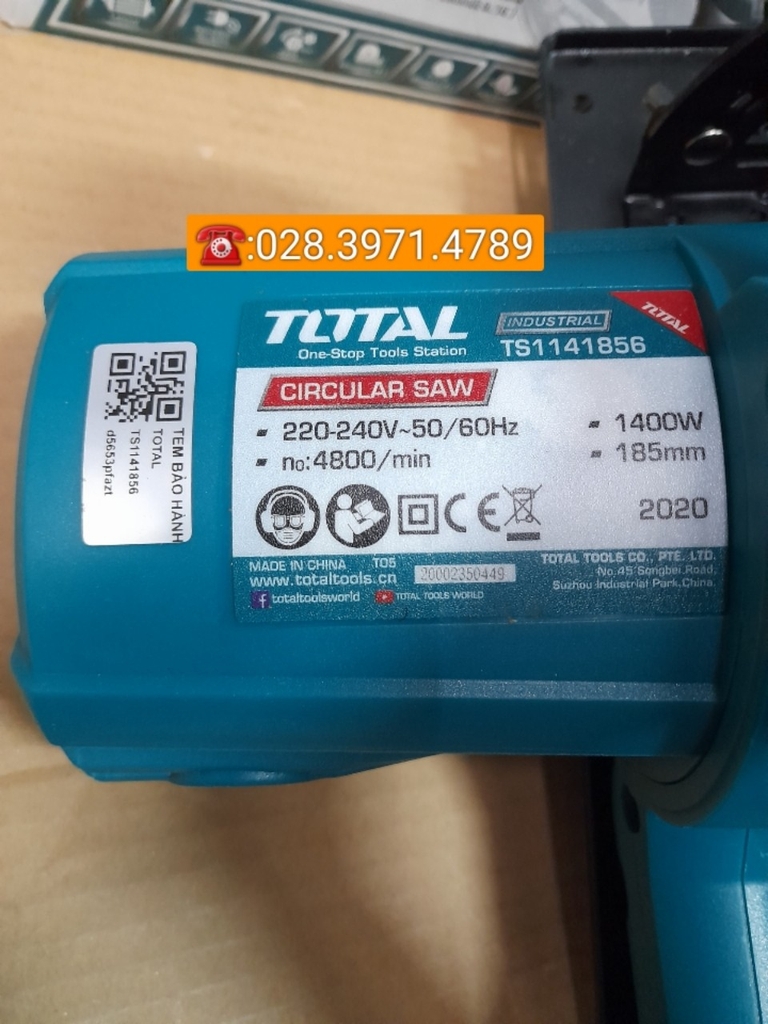 ☎:028.3971.4789
TOTAL
One-Stop Tools Station
INDUSTRIAL
TS1141856
TOTAL
CIRCULAR SAW
220-240V~50/60Hz
1400W
n₀:4800/min
185mm
2020
MADE IN CHINA T05
www.totaltools.cn
20002350449
TOTAL TOOLS CO., PTE. LTD.
No.45 Songbei Road,
Suzhou Industrial Park,China.
totaltoolsworld
TOTAL TOOLS WORLD
TEM BẢO HÀNH
TOTAL
TS1141856
d5653pfazt